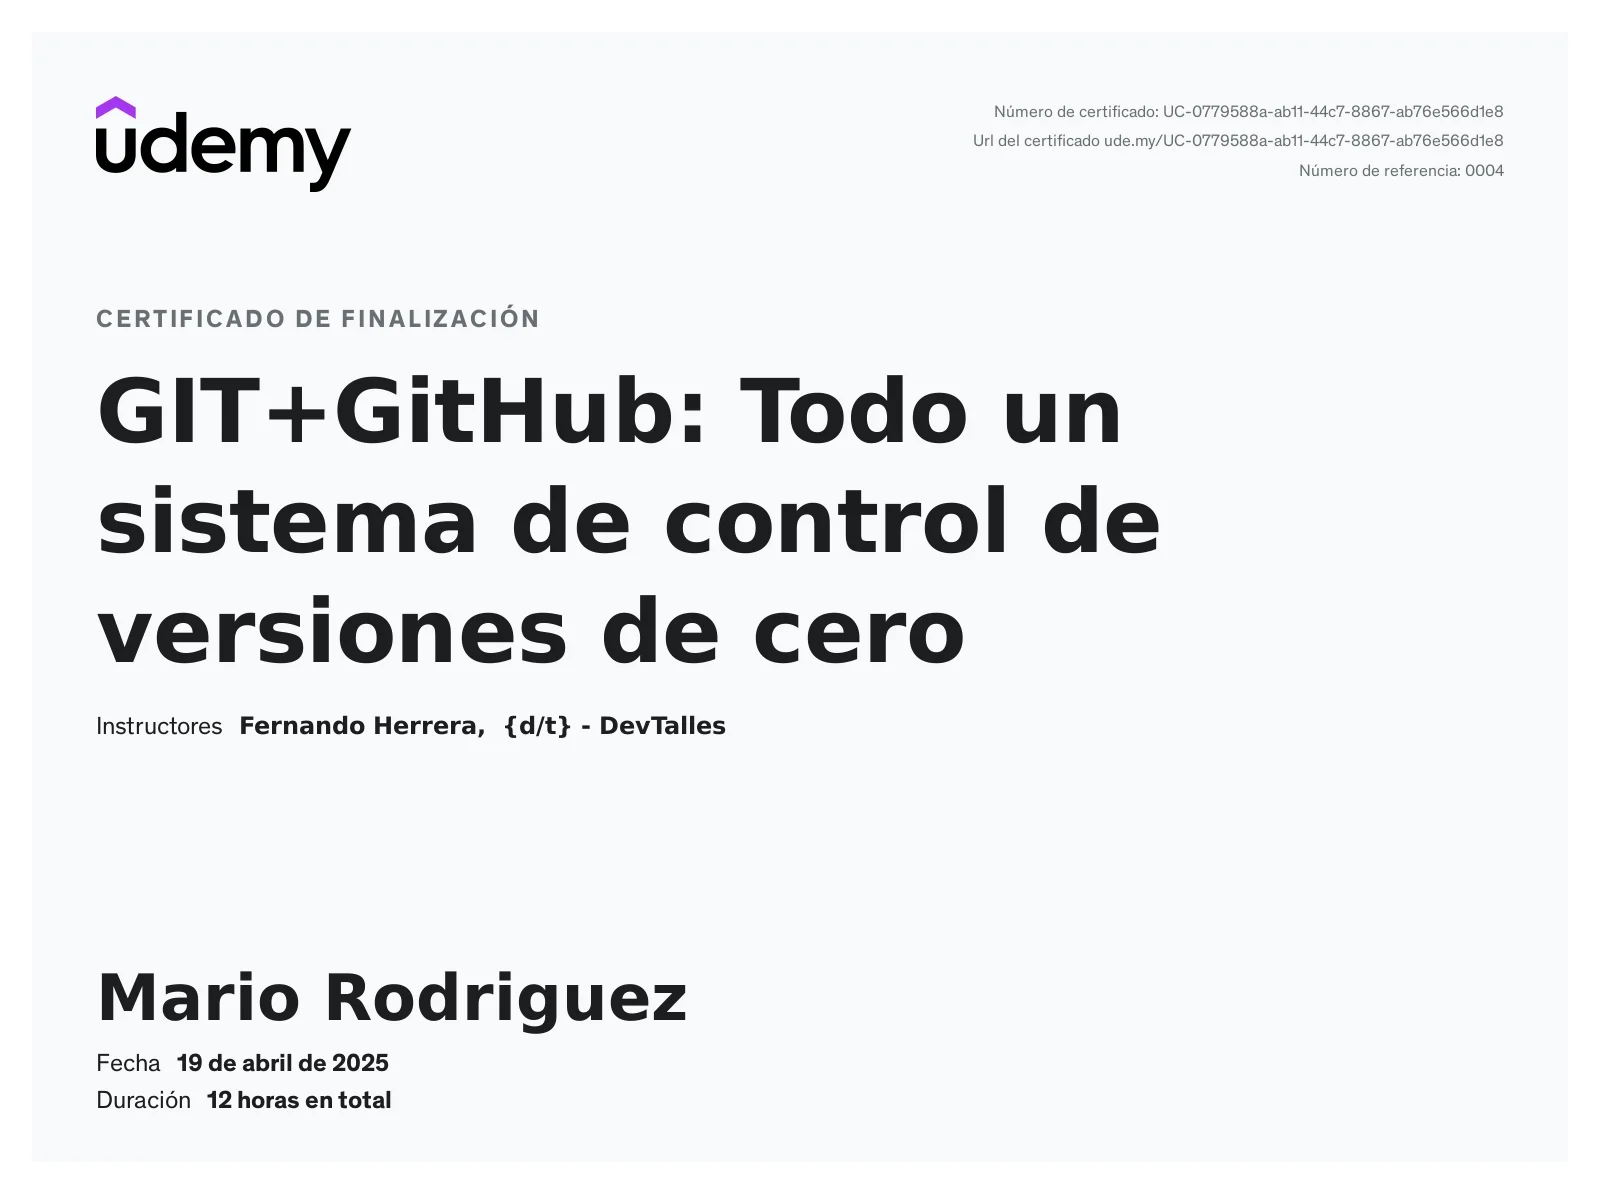 udemy
Número de certificado: UC-0779588a-ab11-44c7-8867-ab76e566d1e8
Url del certificado ude.my/UC-0779588a-ab11-44c7-8867-ab76e566d1e8
Número de referencia: 0004
CERTIFICADO DE FINALIZACIÓN
GIT+GitHub: Todo un
sistema de control de
versiones de cero
Instructores Fernando Herrera, {d/t} - DevTalles
Mario Rodriguez
Fecha 19 de abril de 2025
Duración 12 horas en total